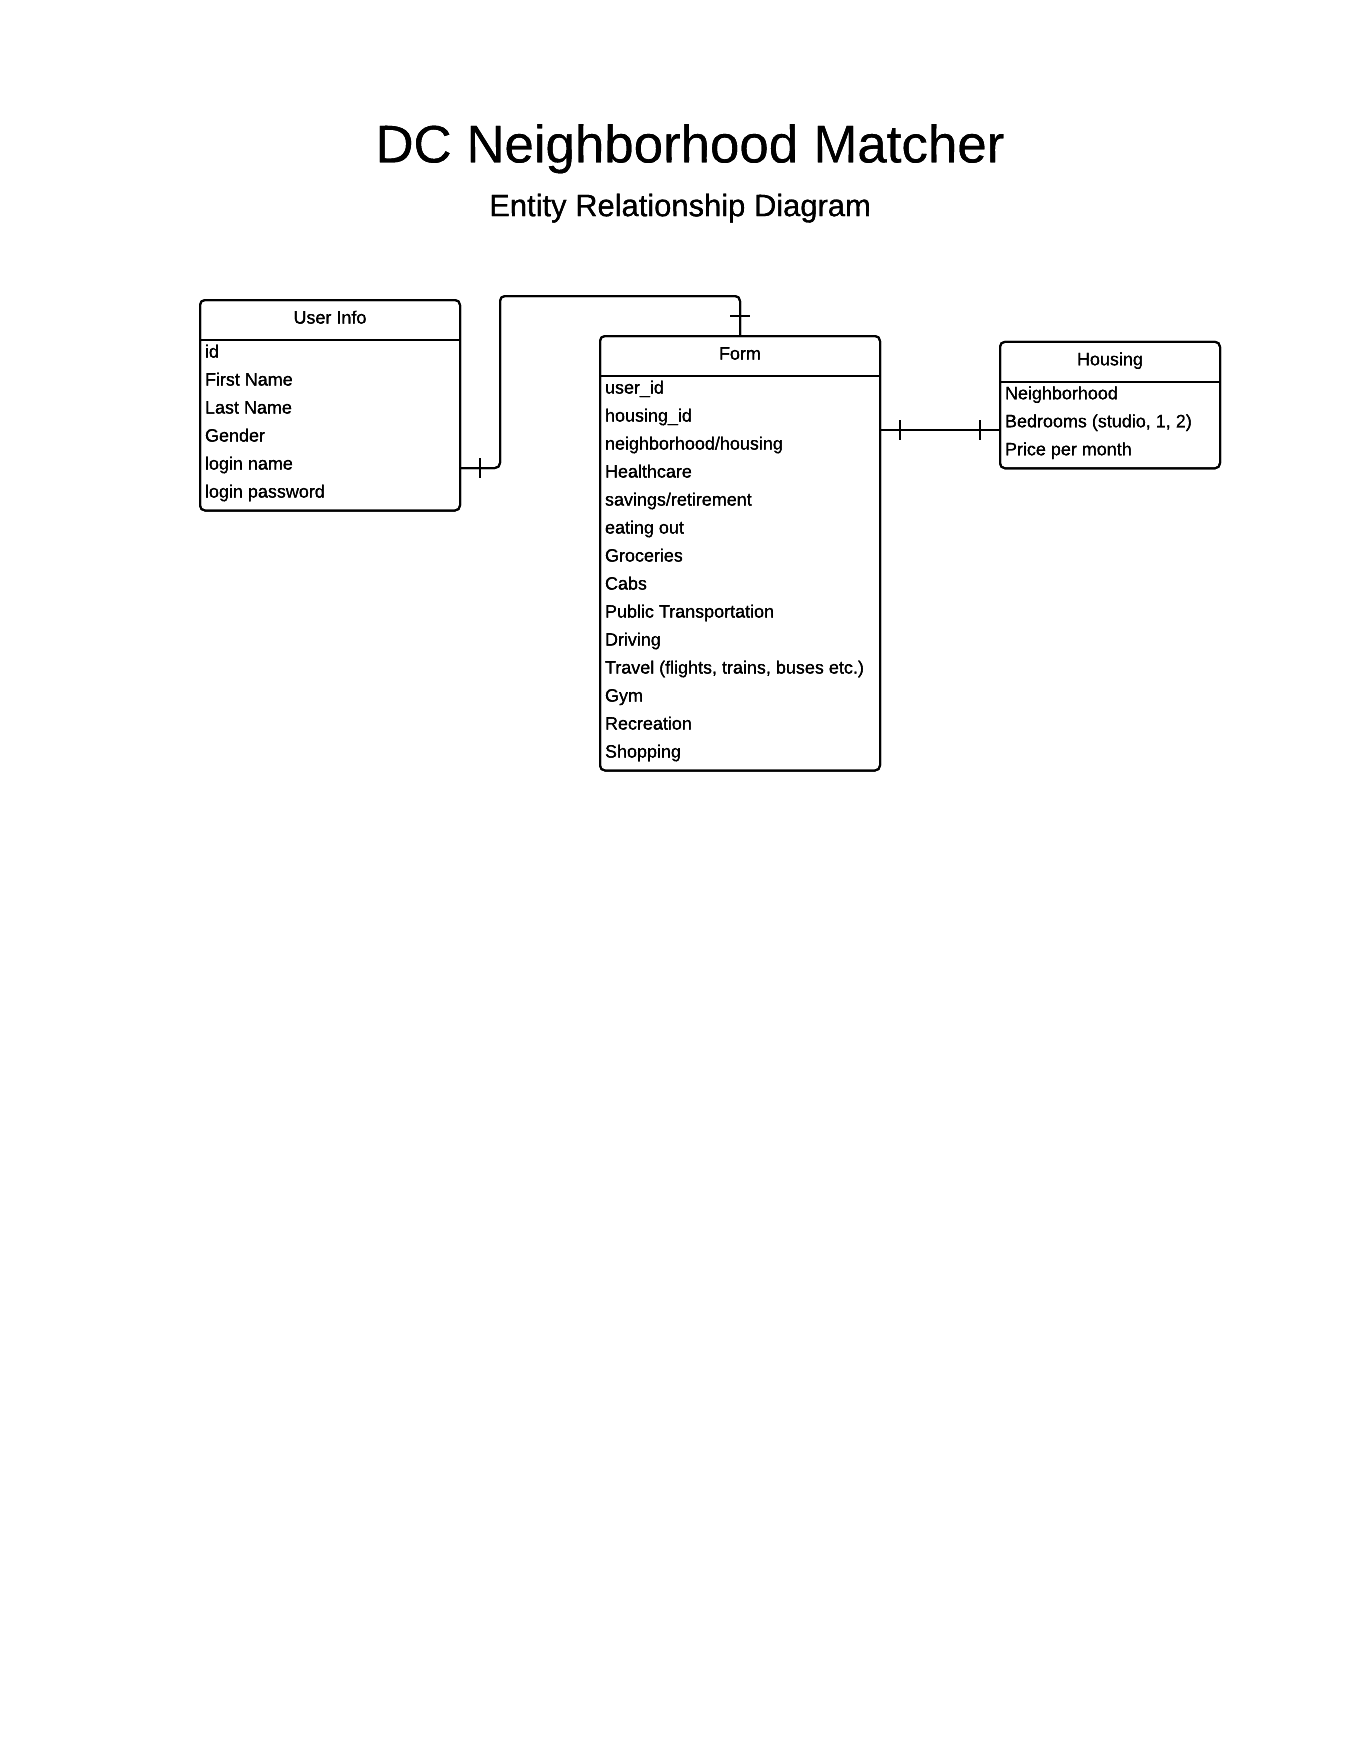 DC Neighborhood Matcher
Entity Relationship Diagram
User Info
id
First Name
Last Name
Gender
login name
login password
Form
user_id
housing_id
neighborhood/housing
Healthcare
savings/retirement
eating out
Groceries
Cabs
Public Transportation
Driving
Travel (flights, trains, buses etc.)
Gym
Recreation
Shopping
Housing
Neighborhood
Bedrooms (studio, 1, 2)
Price per month